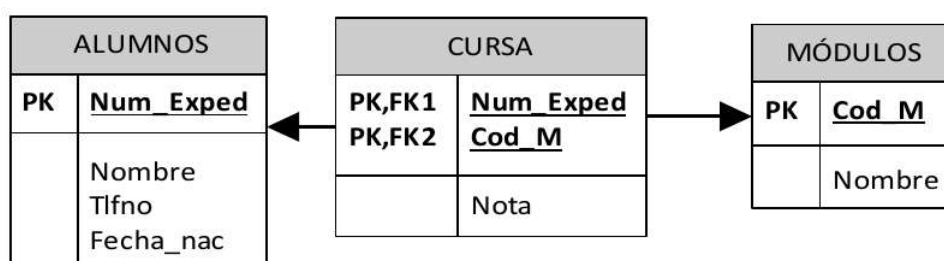 ALUMNOS
PK Num_Exped
Nombre
Tlfno
Fecha_nac
CURSA
PK,FK1 Num_Exped
PK,FK2 Cod_M
Nota
MÓDULOS
PK Cod_M
Nombre